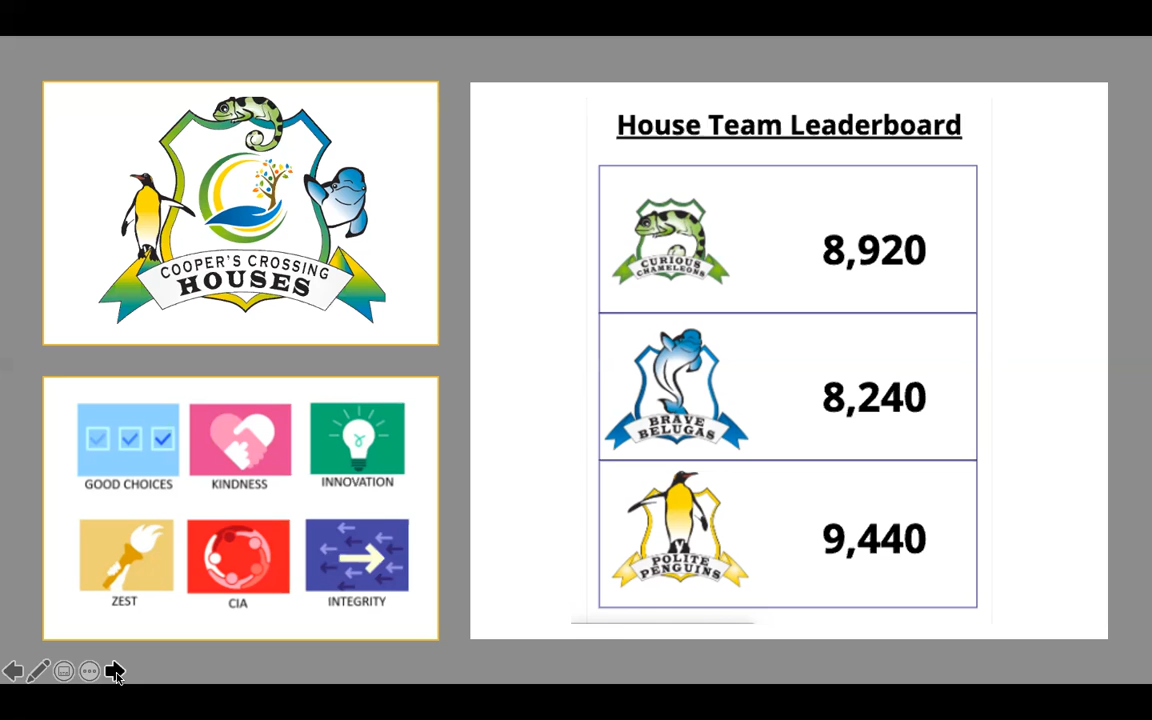 COOPER'S CROSSING
HOUSES
GOOD CHOICES
KINDNESS
INNOVATION
ZEST
CIA
INTEGRITY
House Team Leaderboard
CURIOUS
CHAMELEONS
8,920
BRAVE
BELUGAS
8,240
POLITE
PENGUINS
9,440